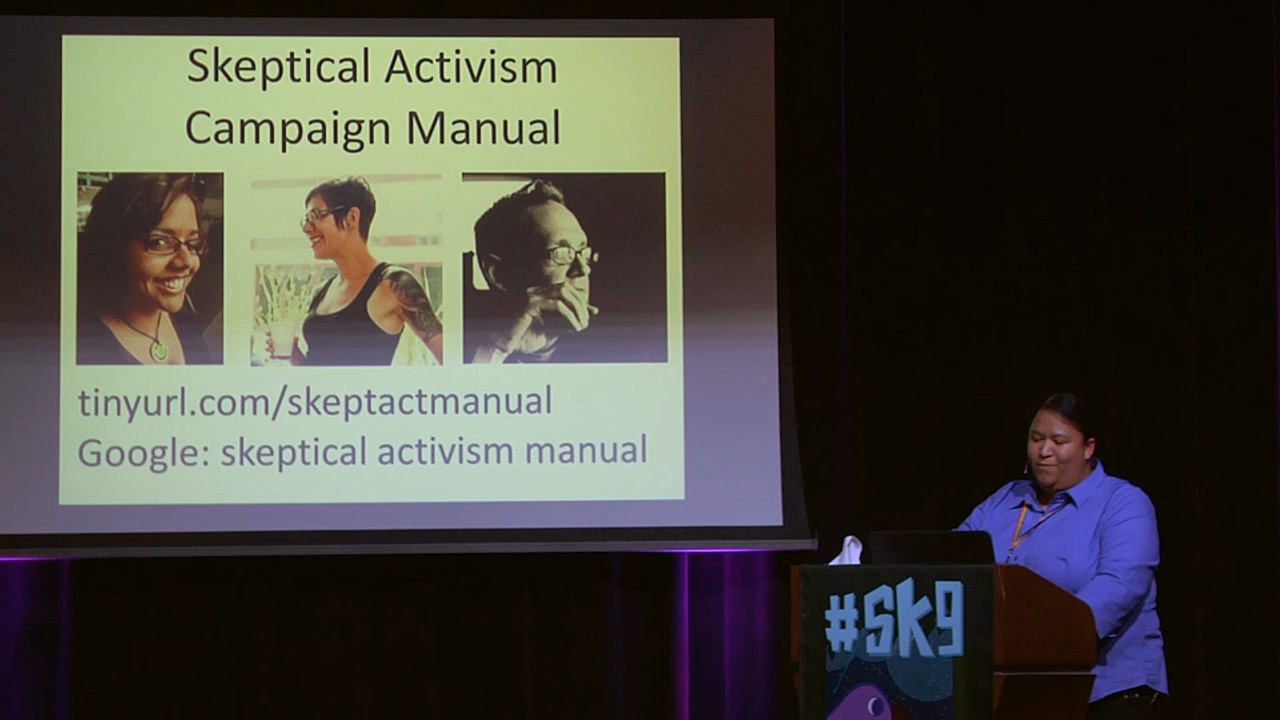 Skeptical Activism
Campaign Manual
tinyurl.com/skeptactmanual
Google: skeptical activism manual
#Sk9